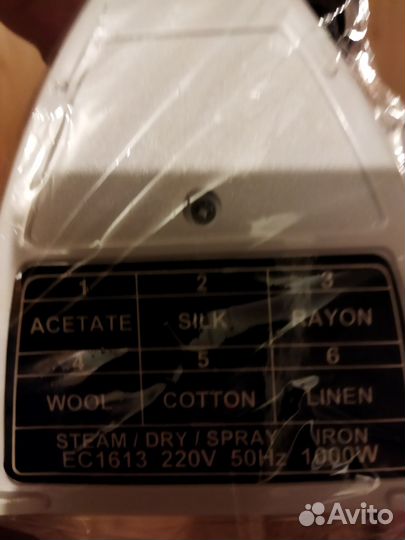 1 2 3
ACETATE SILK RAYON
4 5 6
WOOL COTTON LINEN
STEAM / DRY / SPRAY IRON
EC1613 220V 50Hz 1000W
Avito